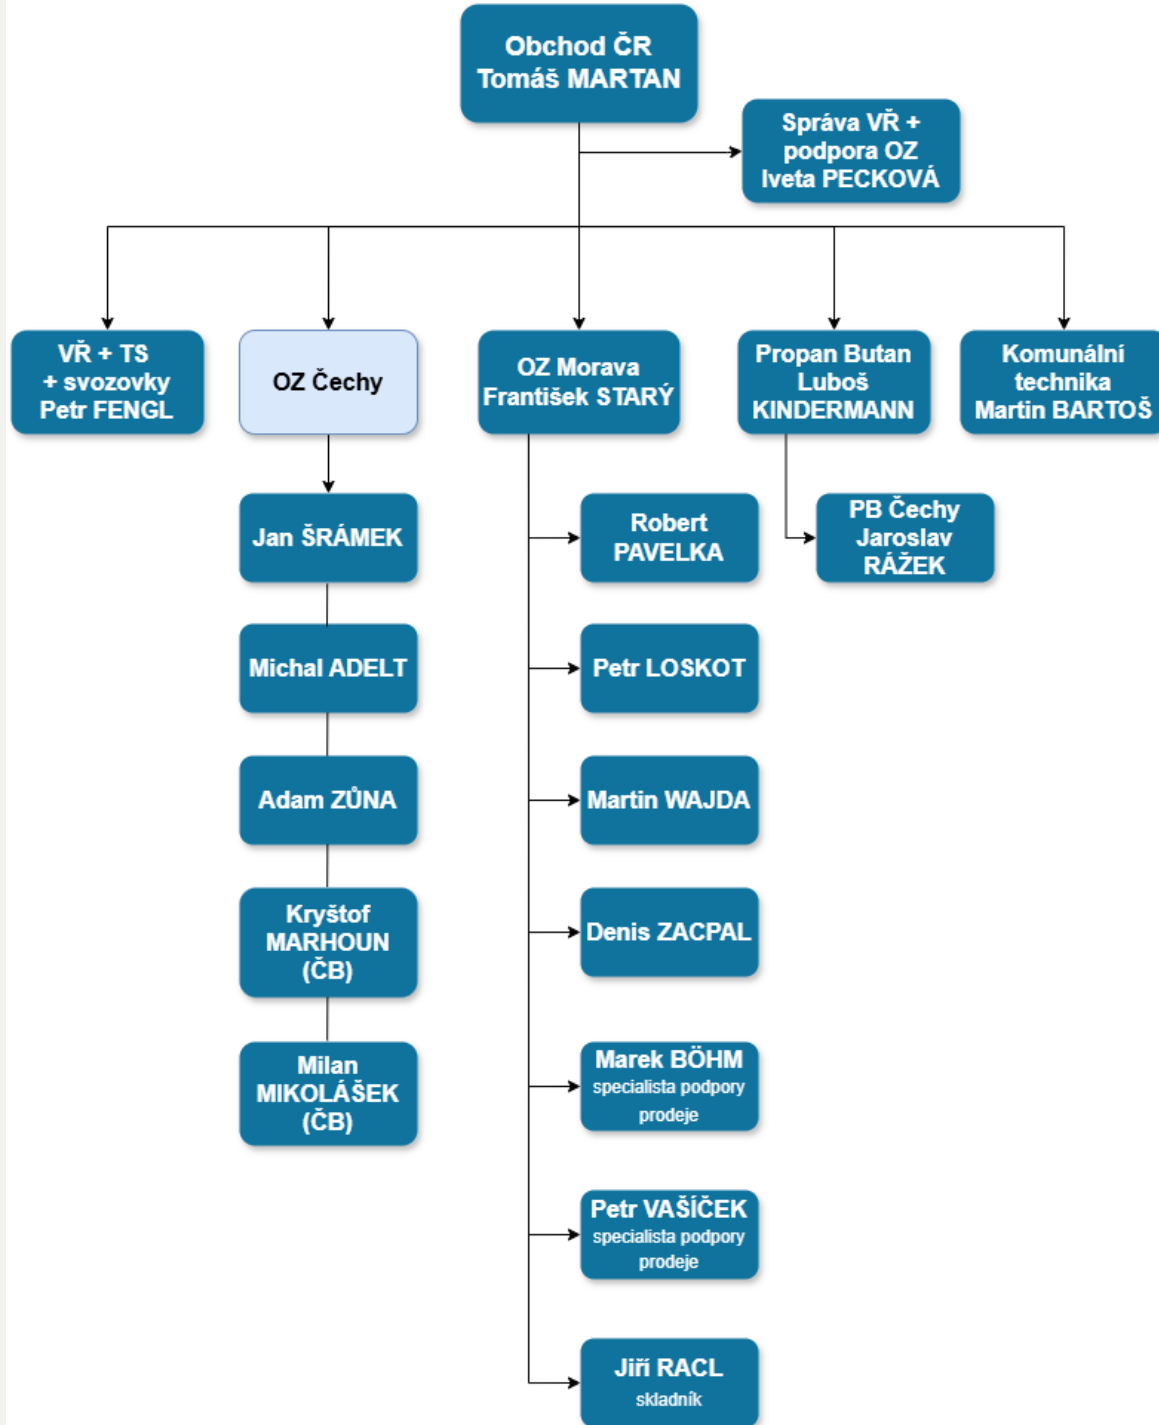 Obchod ČR
Tomáš MARTAN
Správa VŘ +
podpora OZ
Iveta PECKOVÁ
VŘ + TS
+ svozovky
Petr FENGL
OZ Čechy
OZ Morava
František STARÝ
Propan Butan
Luboš
KINDERMANN
Komunální
technika
Martin BARTOŠ
Jan ŠRÁMEK
Robert
PAVELKA
PB Čechy
Jaroslav
RÁŽEK
Michal ADELT
Petr LOSKOT
Adam ZŮNA
Martin WAJDA
Kryštof
MARHOUN
(ČB)
Denis ZACPAL
Milan
MIKOLÁŠEK
(ČB)
Marek BÖHM
specialista podpory
prodeje
Petr VAŠÍČEK
specialista podpory
prodeje
Jiří RACL
skladník